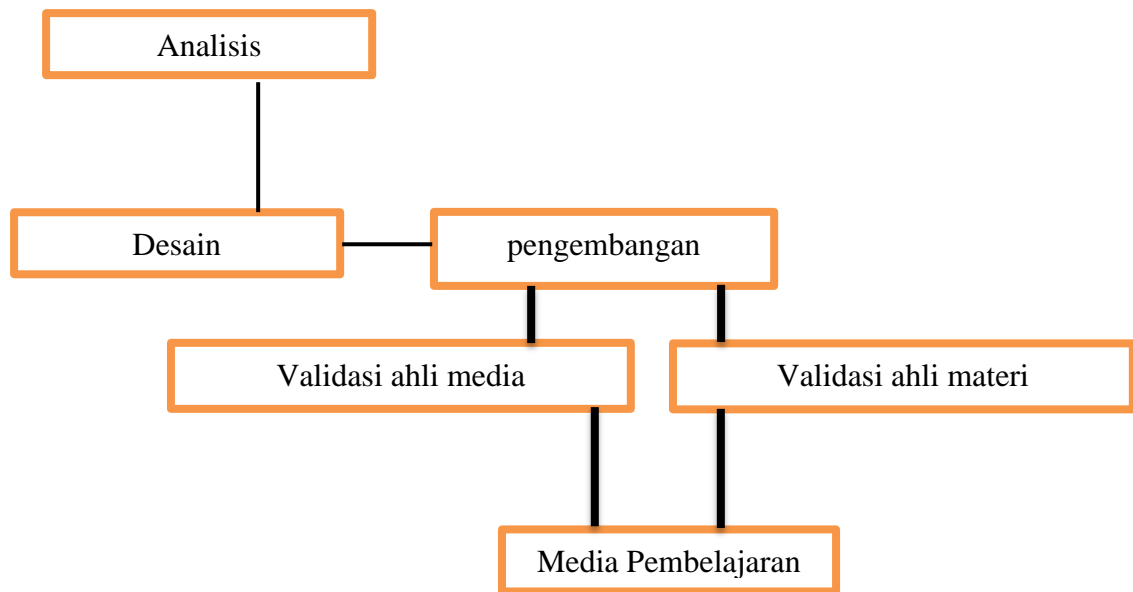 Analisis
Desain
pengembangan
Validasi ahli media
Validasi ahli materi
Media Pembelajaran